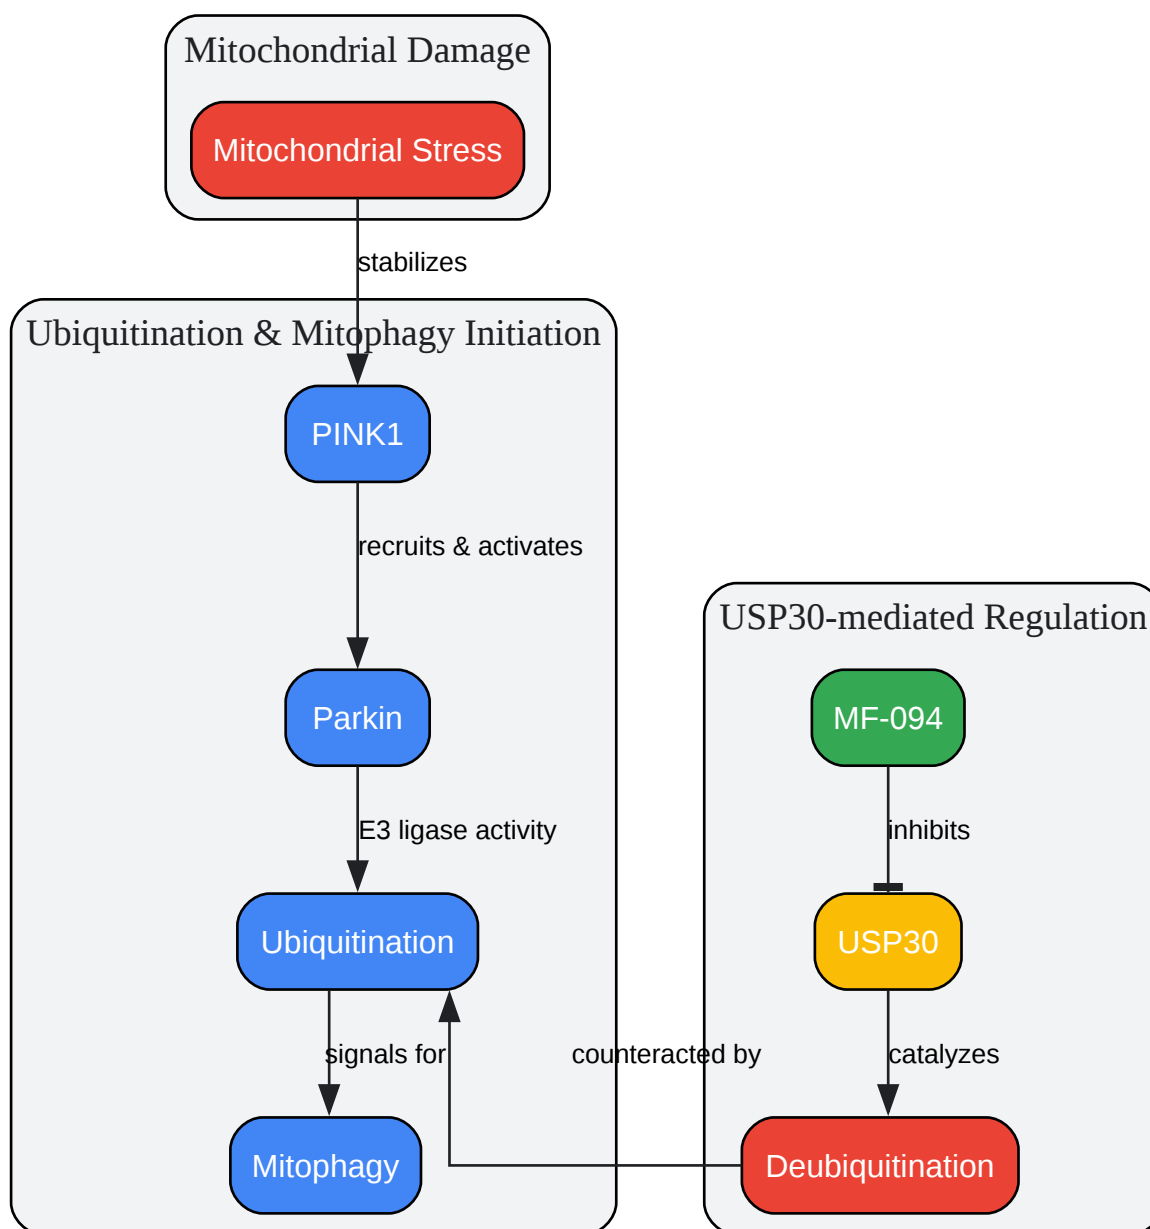 Mitochondrial Damage
Mitochondrial Stress
stabilizes
Ubiquitination & Mitophagy Initiation
PINK1
recruits & activates
Parkin
E3 ligase activity
Ubiquitination
signals for
Mitophagy
USP30-mediated Regulation
MF-094
inhibits
USP30
catalyzes
counteracted by
Deubiquitination